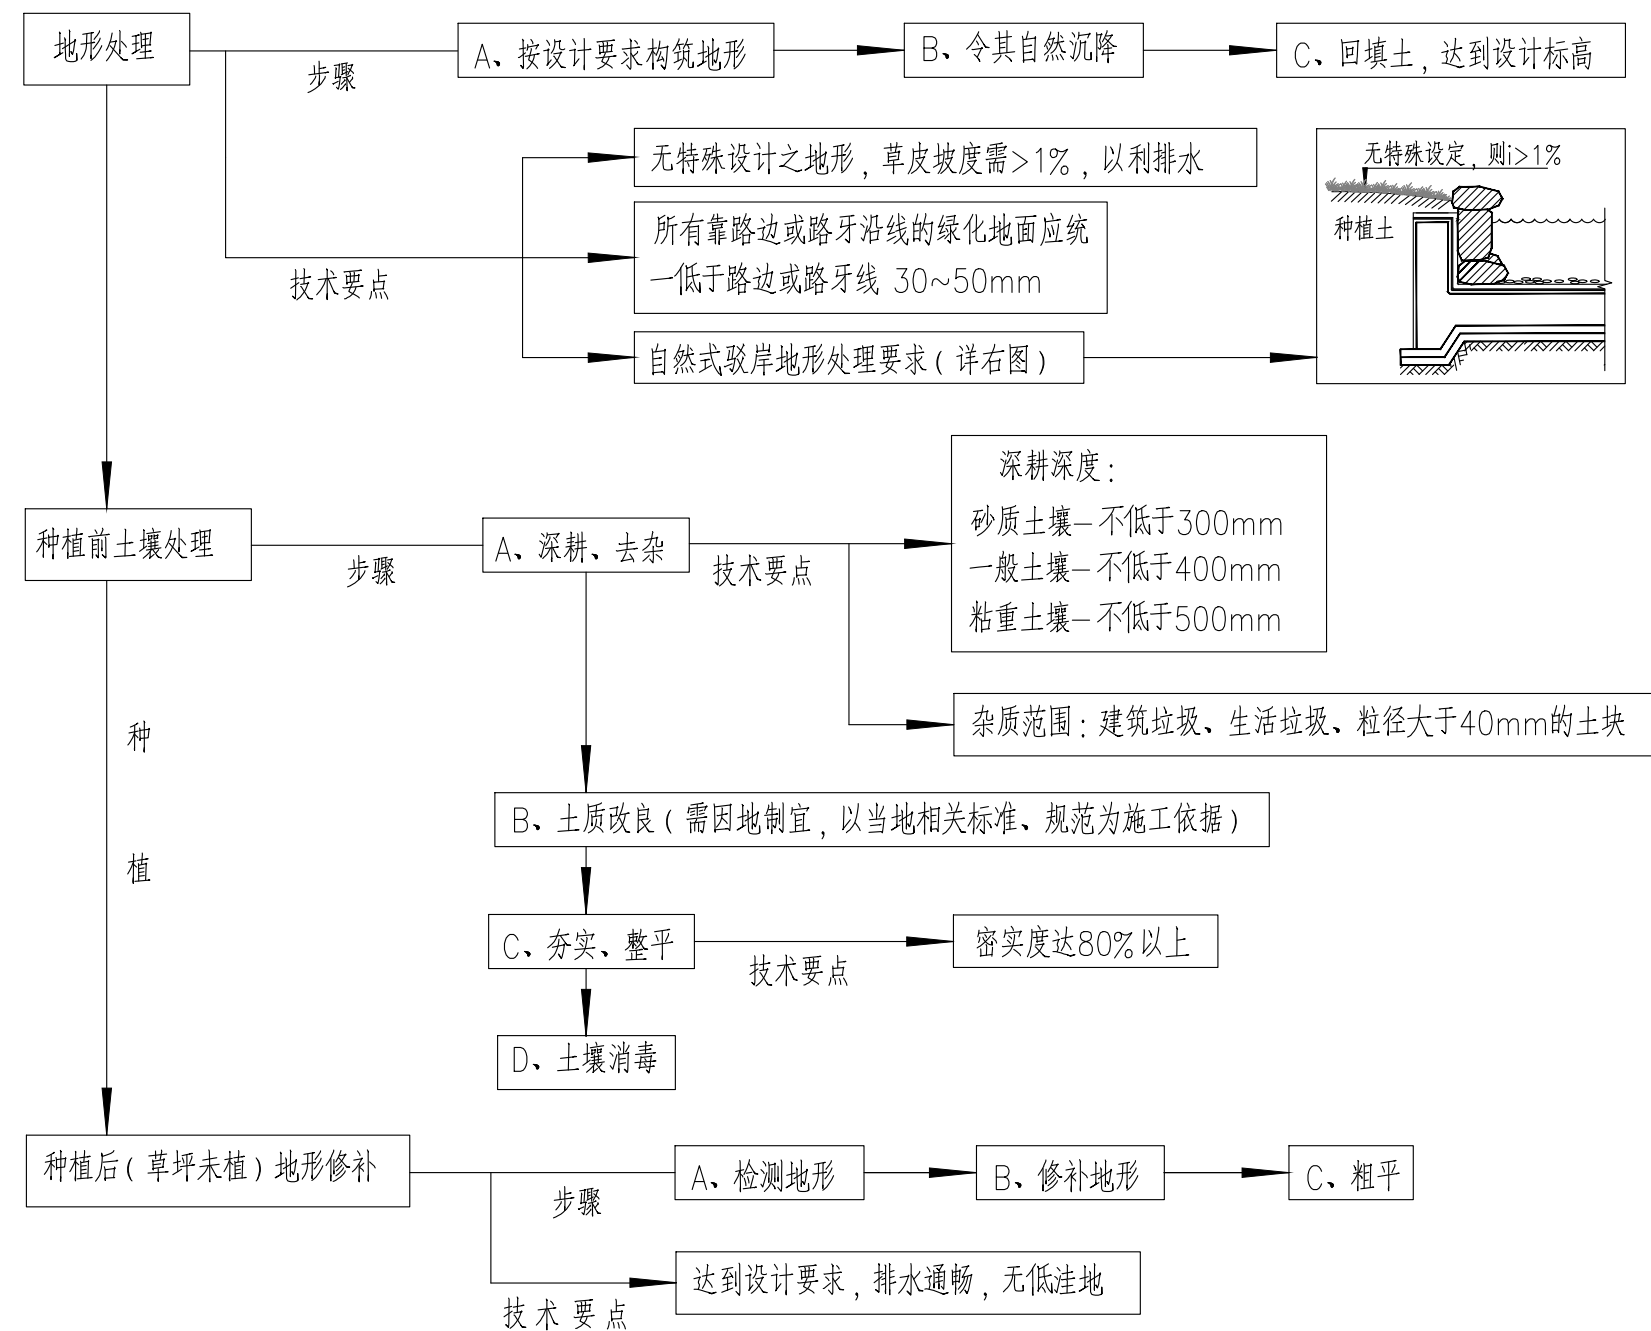 地形处理
步骤
A、按设计要求构筑地形
B、令其自然沉降
C、回填土,达到设计标高
技术要点
无特殊设计之地形,草皮坡度需>1%,以利排水
所有靠路边或路牙沿线的绿化地面应统
一低于路边或路牙线 30~50mm
自然式驳岸地形处理要求(详右图)
无特殊设定,则i>1%
种植土
种植前土壤处理
步骤
A、深耕、去杂
技术要点
深耕深度:
砂质土壤—不低于300mm
一般土壤—不低于400mm
粘重土壤—不低于500mm
杂质范围:建筑垃圾、生活垃圾、粒径大于40mm的土块
B、土质改良(需因地制宜,以当地相关标准、规范为施工依据)
C、夯实、整平
技术要点
密实度达80%以上
D、土壤消毒
种
植
种植后(草坪未植)地形修补
步骤
A、检测地形
B、修补地形
C、粗平
技术要点
达到设计要求,排水通畅,无低洼地